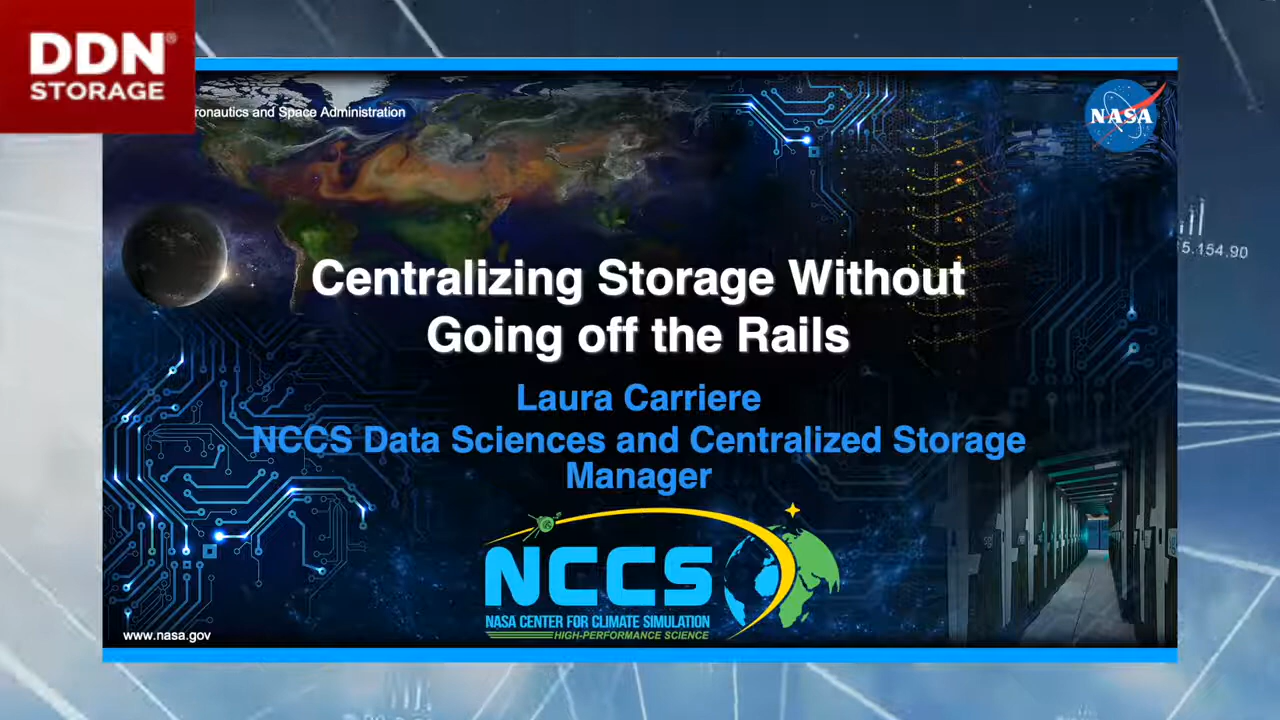 DDN®
STORAGE
ronautics and Space Administration
NASA
5.154.90
Centralizing Storage Without
Going off the Rails
Laura Carriere
NCCS Data Sciences and Centralized Storage
Manager
NCCS
NASA CENTER FOR CLIMATE SIMULATION
HIGH-PERFORMANCE SCIENCE
www.nasa.gov